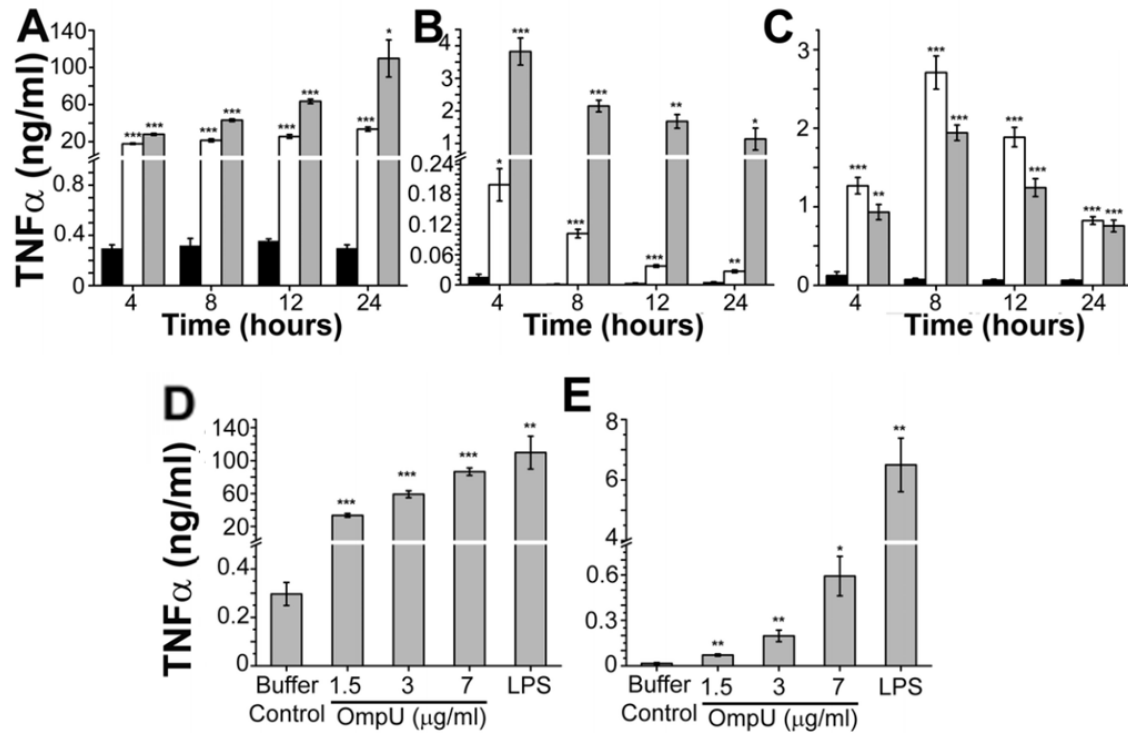 A
TNFα (ng/ml)
140
100
60
20
0.8
0.4
0
*** *** *** *** *** *** *** *
4 8 12 24
Time (hours)
B
4
3
2
1
0.24
0.18
0.12
0.06
0
* *** *** *** *** ** ** *
4 8 12 24
Time (hours)
C
3
2
1
0
*** ** *** *** *** *** *** ***
4 8 12 24
Time (hours)
D
TNFα (ng/ml)
140
100
60
20
0.4
0.2
0
*** *** *** **
Buffer 1.5 3 7 LPS
Control OmpU (μg/ml)
E
8
6
4
0.6
0.3
0
** ** * **
Buffer 1.5 3 7 LPS
Control OmpU (μg/ml)